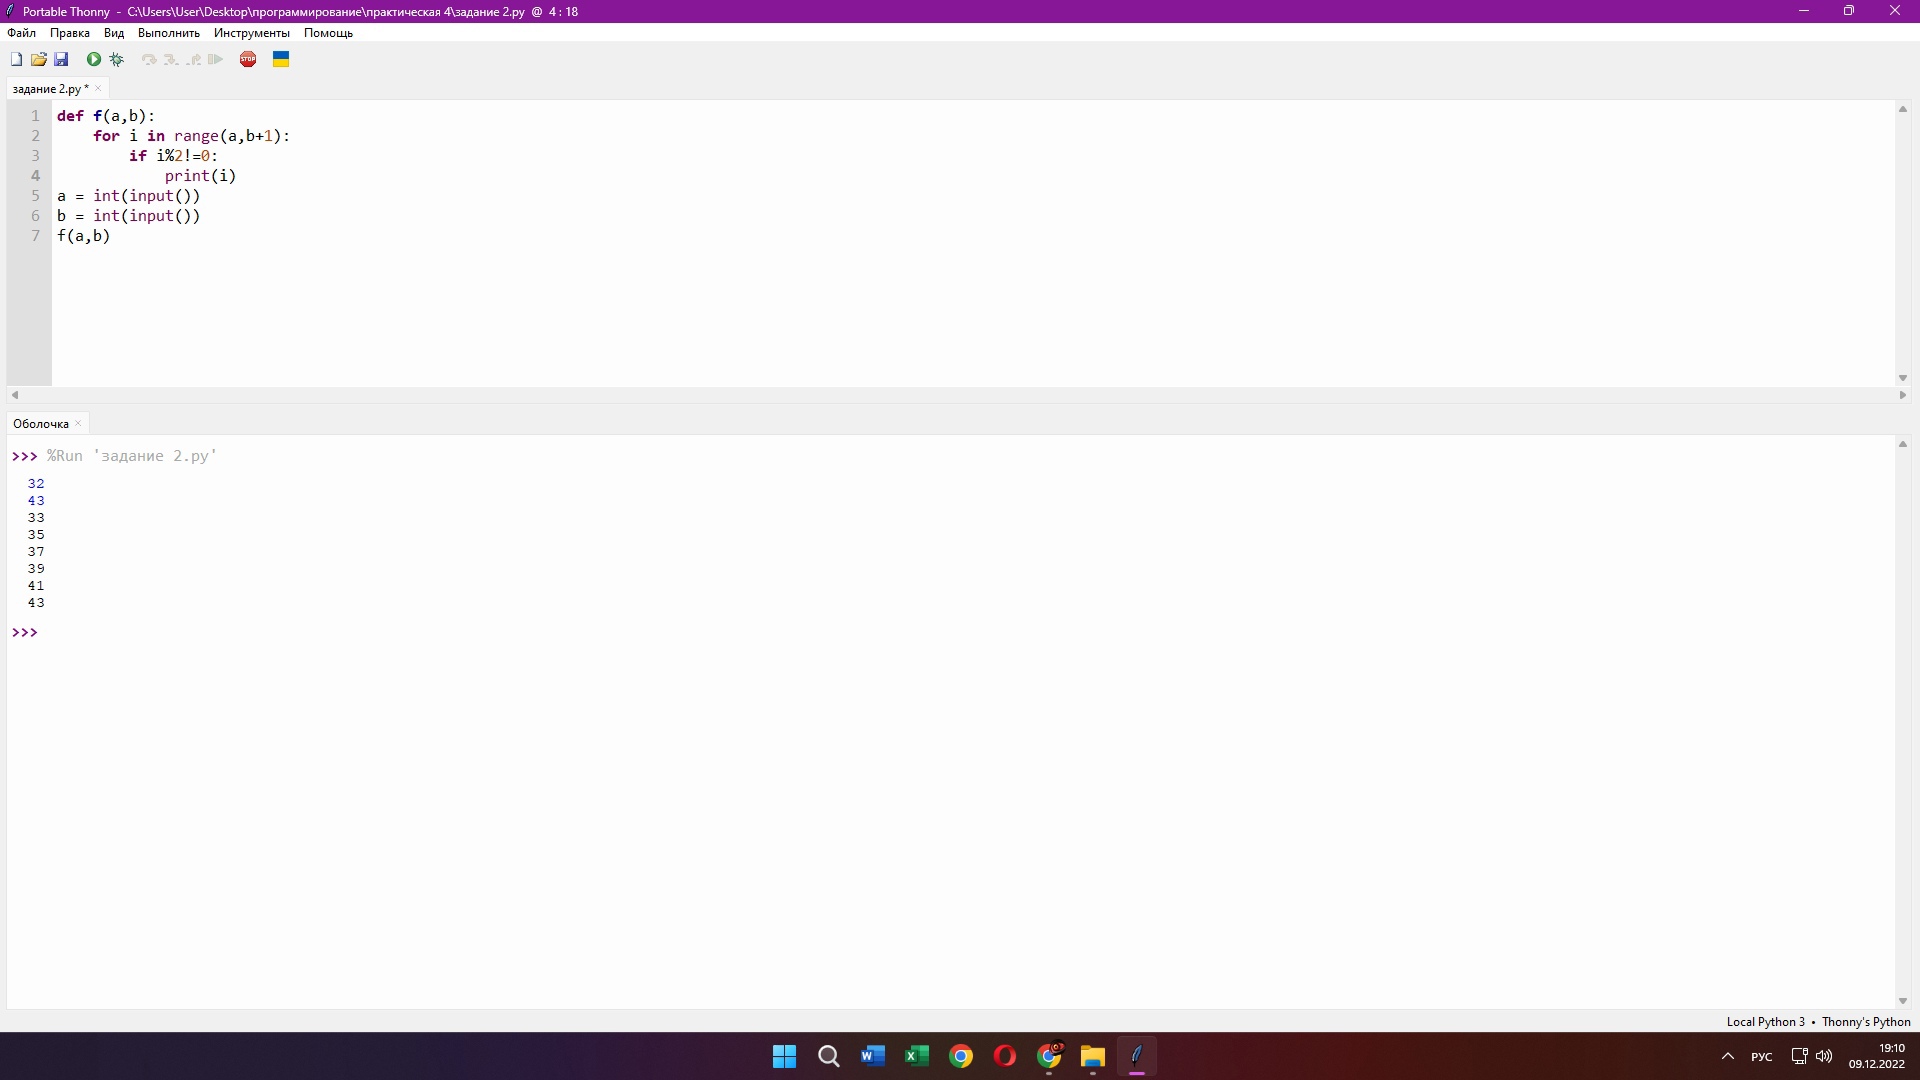 Portable Thonny - C:\Users\User\Desktop\программирование\практическая 4\задание 2.py @ 4 : 18
Файл Правка Вид Выполнить Инструменты Помощь
STOP
задание 2.py *
1 def f(a,b):
2     for i in range(a,b+1):
3         if i%2!=0:
4             print(i)
5 a = int(input())
6 b = int(input())
7 f(a,b)
Оболочка
>>> %Run 'задание 2.py'
32
43
33
35
37
39
41
43
>>>
Local Python 3 • Thonny's Python
РУС
19:10
09.12.2022